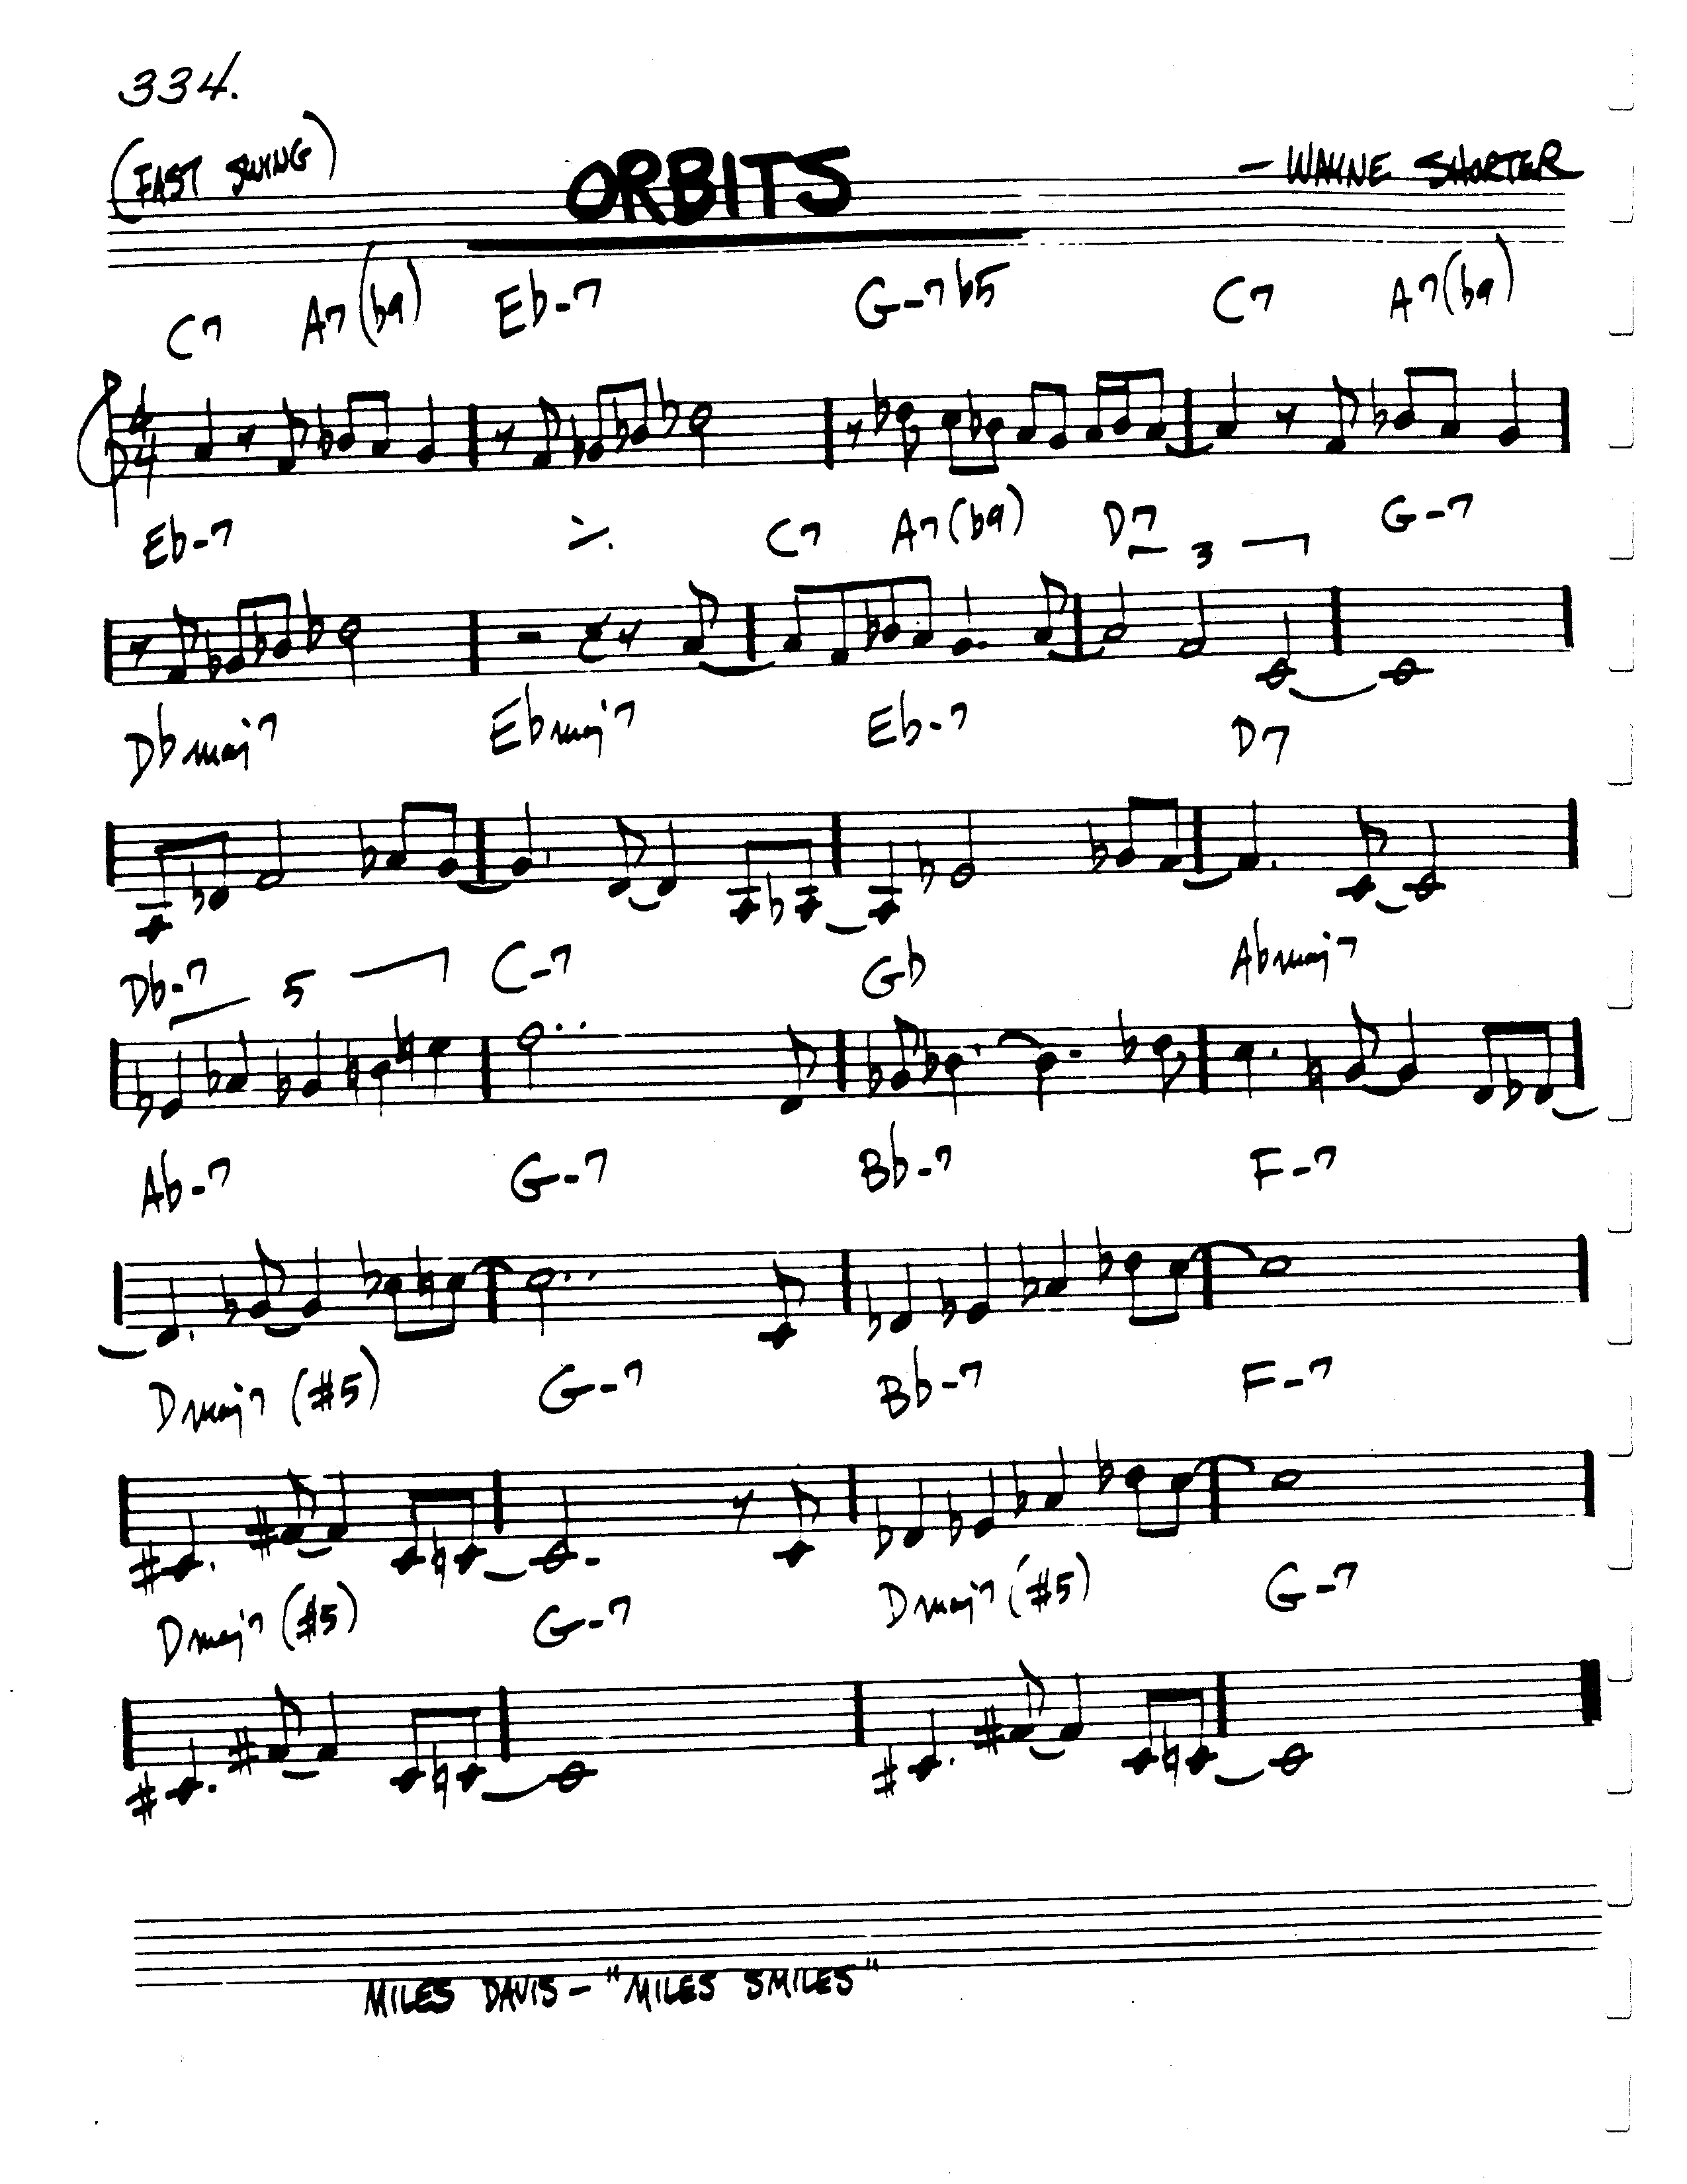 334.
(FAST SWING)
ORBITS
- WAYNE SHORTER
C7 A7(b9) Eb-7 G-7b5 C7 A7(b9)
4
4
Eb-7 C7 A7(b9) D7 G-7
3
Dbmaj7 Ebmaj7 Eb-7 D7
Db-7 C-7 Gb Abmaj7
5
Ab-7 G-7 Bb-7 F-7
Dmaj7(#5) G-7 Bb-7 F-7
Dmaj7(#5) G-7 Dmaj7(#5) G-7
MILES DAVIS - "MILES SMILES"